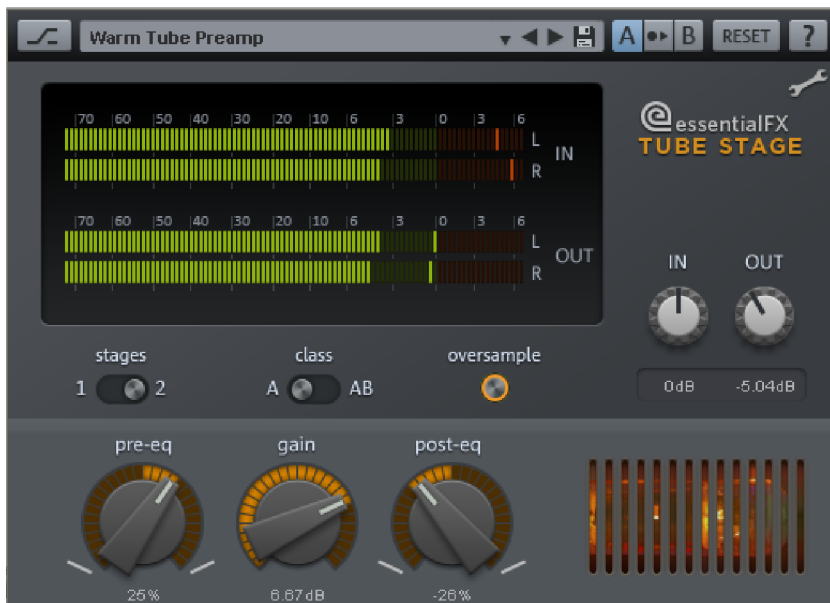 Warm Tube Preamp
A
B
RESET
?
essentialFX
TUBE STAGE
70 60 50 40 30 20 10 6 3 0 3 6
L
R
IN
70 60 50 40 30 20 10 6 3 0 3 6
L
R
OUT
IN OUT
0dB -5.04dB
stages class oversample
1 2 A AB
pre-eq gain post-eq
25% 6.67dB -26%